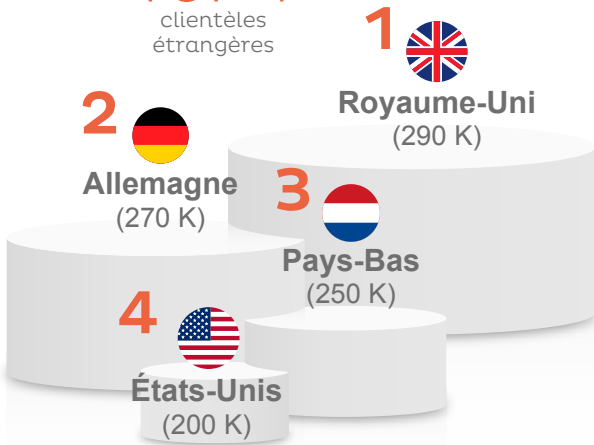 clientèles
étrangères
1
Royaume-Uni
(290 K)
2
Allemagne
(270 K)
3
Pays-Bas
(250 K)
4
États-Unis
(200 K)